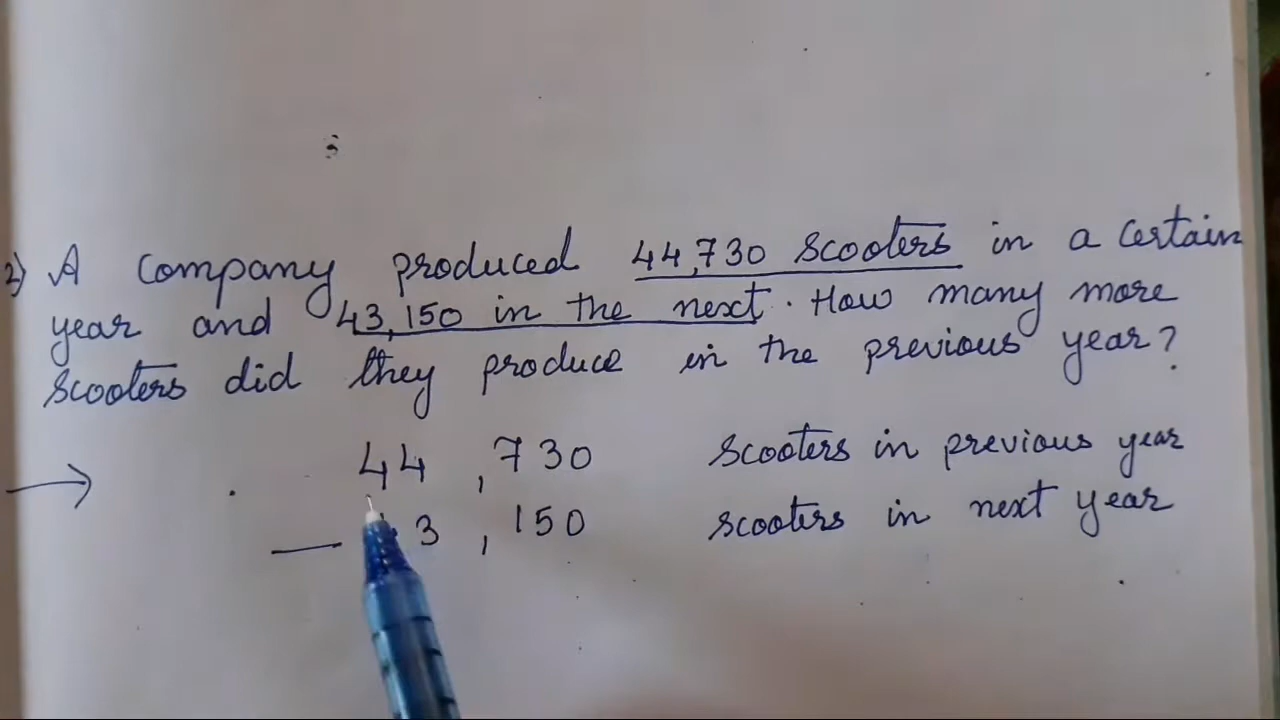 2) A company produced 44,730 scooters in a certain
year and 43,150 in the next. How many more
scooters did they produce in the previous year?
44,730 scooters in previous year
3,150 scooters in next year